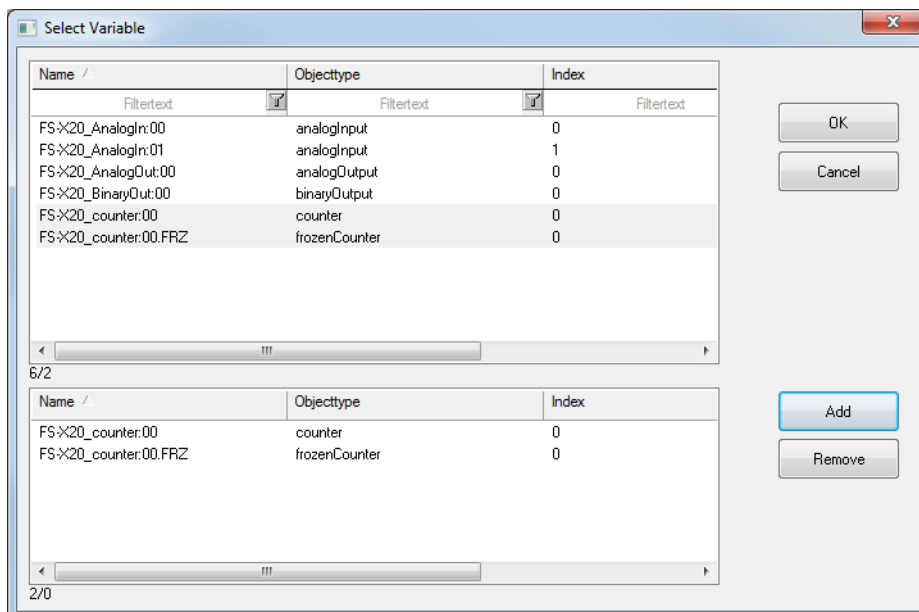 Select Variable
Name Objecttype Index
Filtertext Filtertext Filtertext
FS-X20_AnalogIn:00 analogInput 0
FS-X20_AnalogIn:01 analogInput 1
FS-X20_AnalogOut:00 analogOutput 0
FS-X20_BinaryOut:00 binaryOutput 0
FS-X20_counter:00 counter 0
FS-X20_counter:00.FRZ frozenCounter 0
OK
Cancel
6/2
Name Objecttype Index
FS-X20_counter:00 counter 0
FS-X20_counter:00.FRZ frozenCounter 0
Add
Remove
2/0